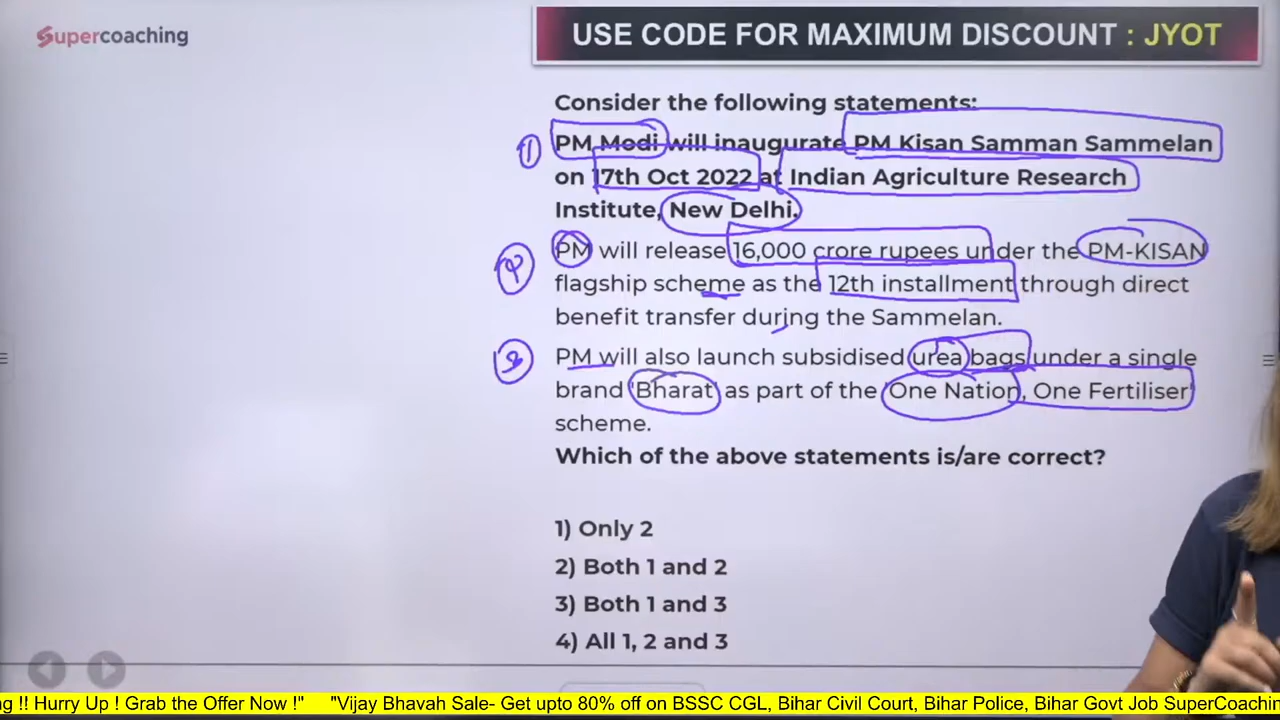 Supercoaching
USE CODE FOR MAXIMUM DISCOUNT : JYOT
Consider the following statements:
① PM Modi will inaugurate PM Kisan Samman Sammelan
on 17th Oct 2022 at Indian Agriculture Research
Institute, New Delhi.
PM will release 16,000 crore rupees under the PM-KISAN
flagship scheme as the 12th installment through direct
benefit transfer during the Sammelan.
PM will also launch subsidised urea bags under a single
brand 'Bharat' as part of the 'One Nation, One Fertiliser'
scheme.
Which of the above statements is/are correct?
1) Only 2
2) Both 1 and 2
3) Both 1 and 3
4) All 1, 2 and 3
g !! Hurry Up ! Grab the Offer Now !" "Vijay Bhavah Sale- Get upto 80% off on BSSC CGL, Bihar Civil Court, Bihar Police, Bihar Govt Job SuperCoachin